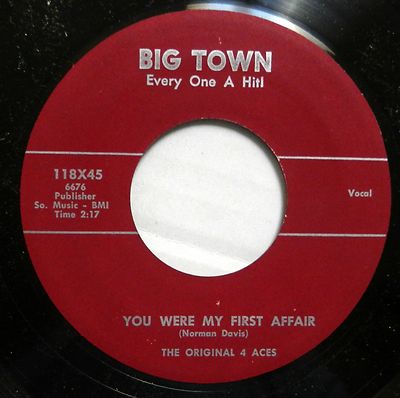 BIG TOWN
Every One A Hit!
118X45
6676
Publisher
So. Music - BMI
Time 2:17
Vocal
YOU WERE MY FIRST AFFAIR
(Norman Davis)
THE ORIGINAL 4 ACES